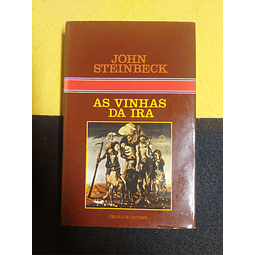 JOHN
STEINBECK
AS VINHAS
DA IRA